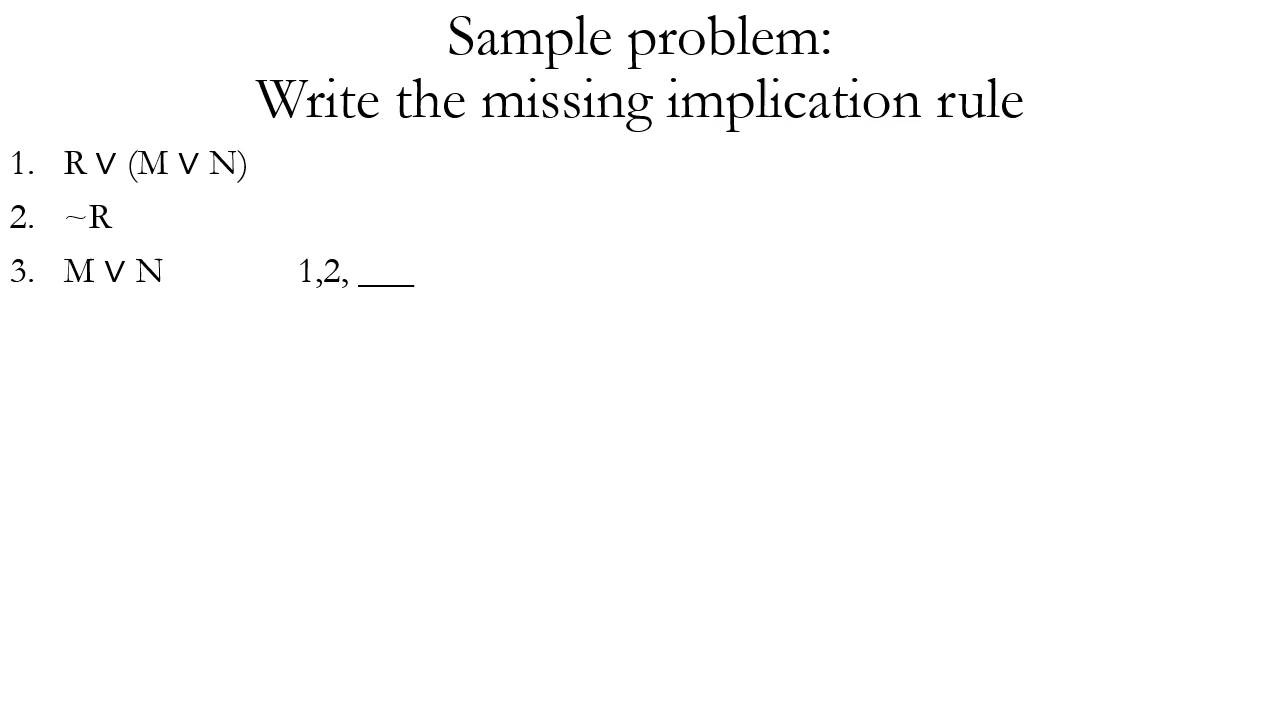 Sample problem:
Write the missing implication rule
1. R ∨ (M ∨ N)
2. ~R
3. M ∨ N 1,2, ___